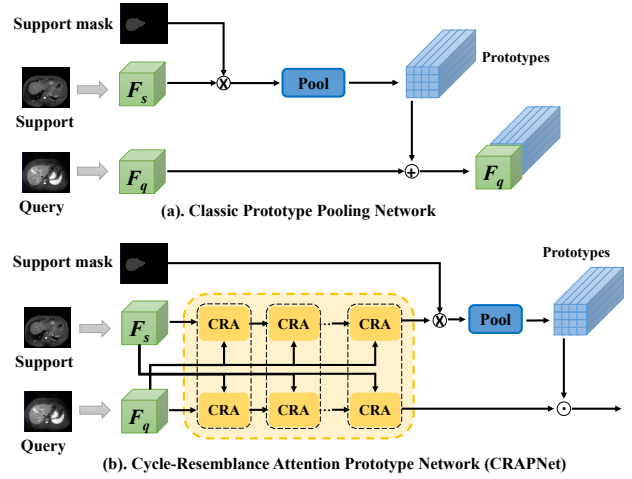 Support mask
Prototypes
F_s
Pool
Support
F_q
F_q
Query
(a). Classic Prototype Pooling Network
Prototypes
Support mask
F_s
CRA CRA CRA
Pool
Support
F_q
CRA CRA CRA
Query
(b). Cycle-Resemblance Attention Prototype Network (CRAPNet)